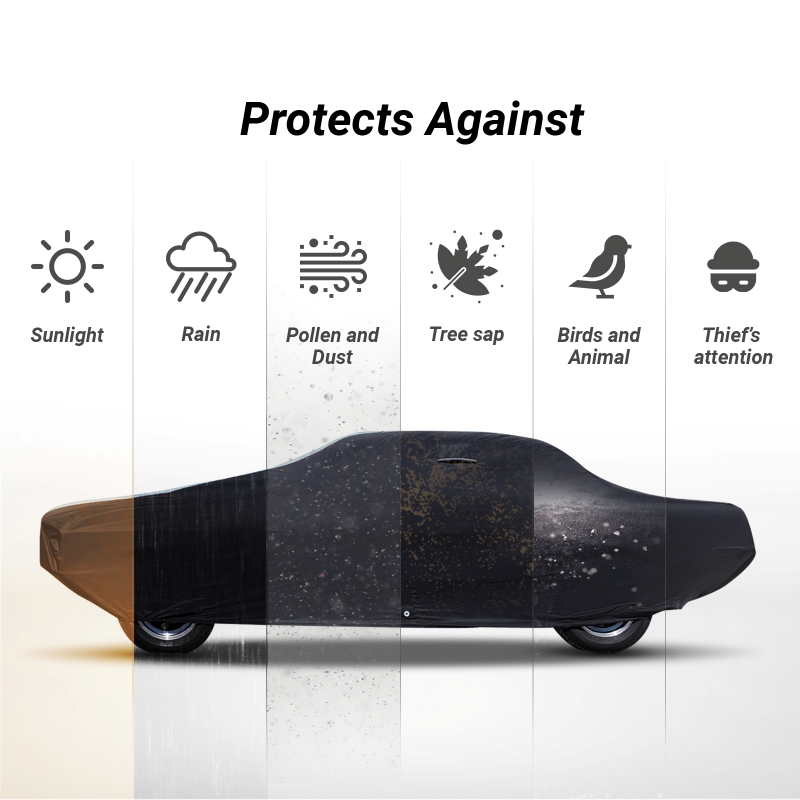 Protects Against
Sunlight
Rain
Pollen and
Dust
Tree sap
Birds and
Animal
Thief's
attention